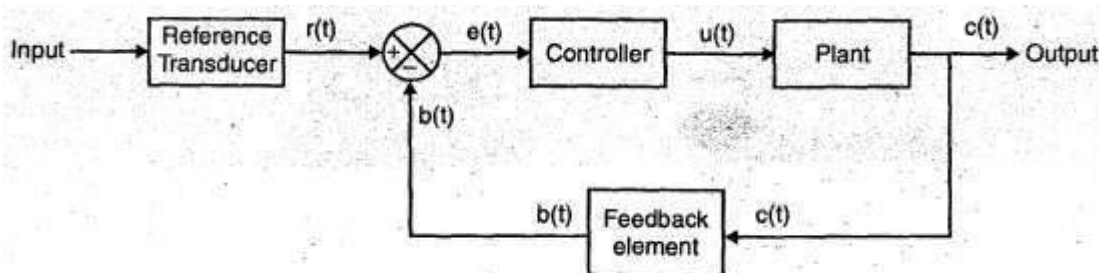 Input
Reference
Transducer
r(t)
+
−
e(t)
Controller
u(t)
Plant
c(t)
Output
b(t)
b(t)
Feedback
element
c(t)